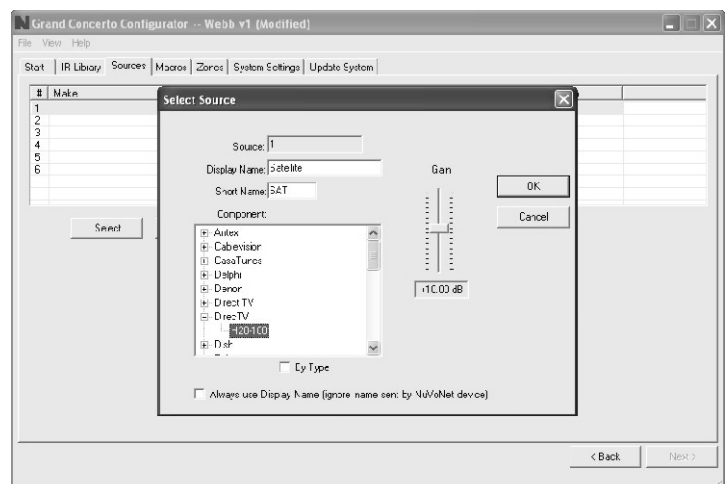 Grand Concerto Configurator -- Webb v1 (Modified)
File View Help
Start IR Library Sources Macros Zones System Settings Update System
# Make
1
2
3
4
5
6
Select
Select Source
Source: 1
Display Name: Satellite
Short Name: SAT
Component:
Antex
Cablevision
CasaTunes
Delphi
Denon
Direct TV
DirecTV
H20-100
Dish
By Type
Always use Display Name (ignore name sent by NuVoNet device)
Gain
+10.00 dB
OK
Cancel
< Back
Next >